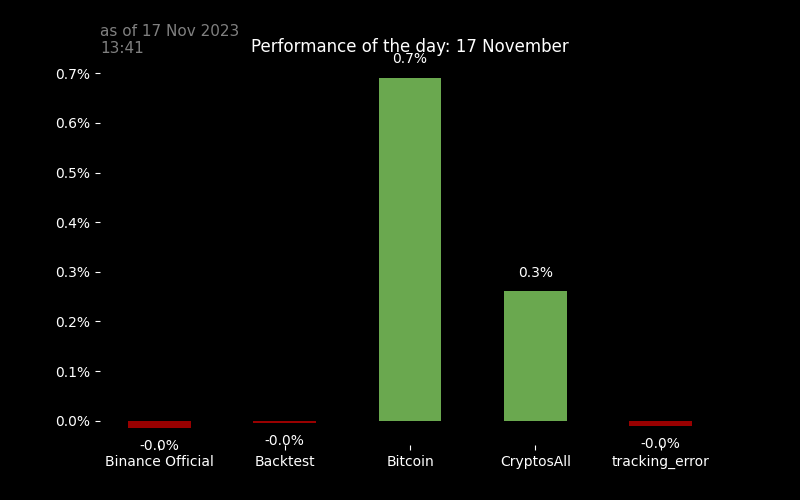 as of 17 Nov 2023
13:41
Performance of the day: 17 November
0.7%
0.7%
0.6%
0.5%
0.4%
0.3%
0.3%
0.2%
0.1%
0.0%
-0.0%
-0.0%
-0.0%
Binance Official
Backtest
Bitcoin
CryptosAll
tracking_error